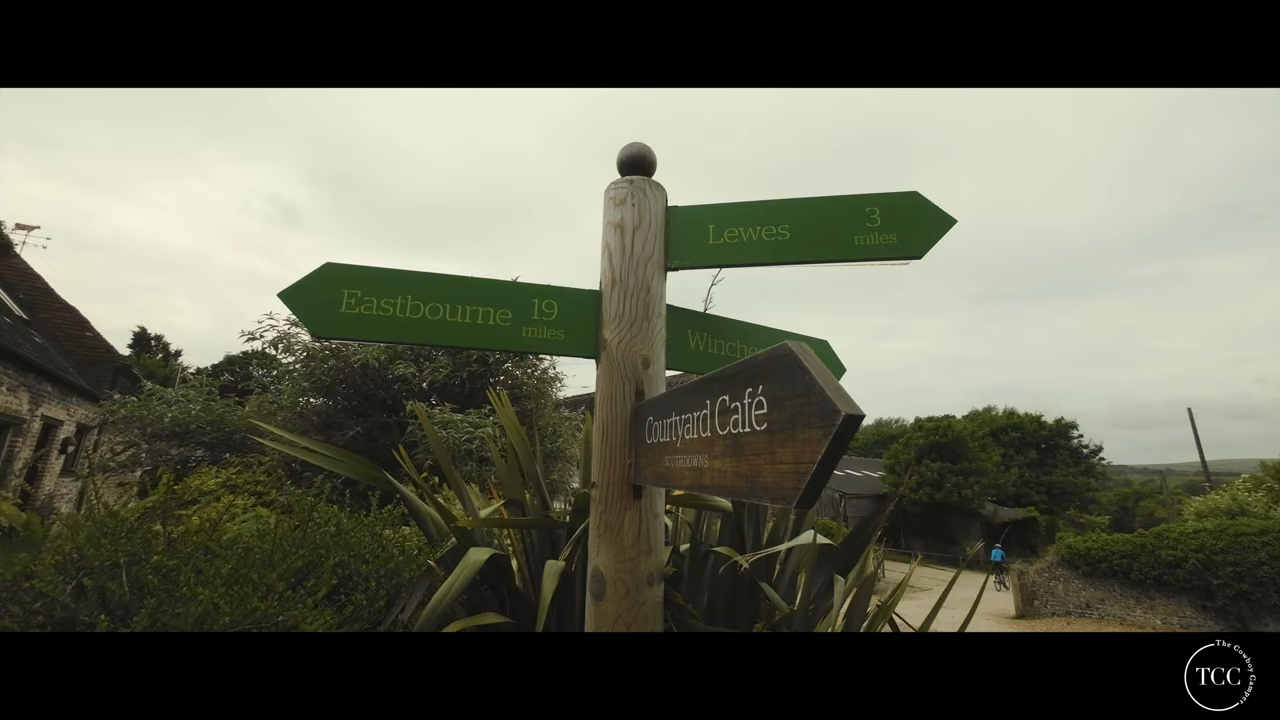 Lewes 3
miles
Eastbourne 19
miles
Courtyard Café
SOUTHDOWNS
The Cowboy Camper
TCC